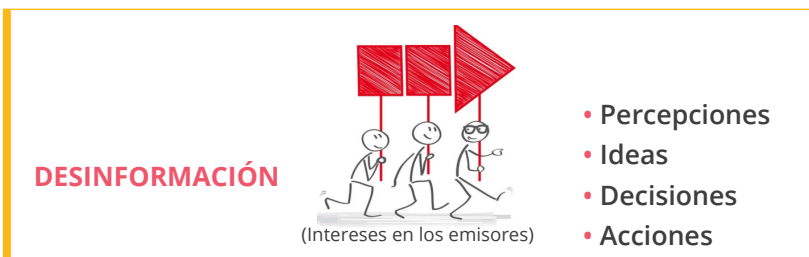 DESINFORMACIÓN
(Intereses en los emisores)
• Percepciones
• Ideas
• Decisiones
• Acciones